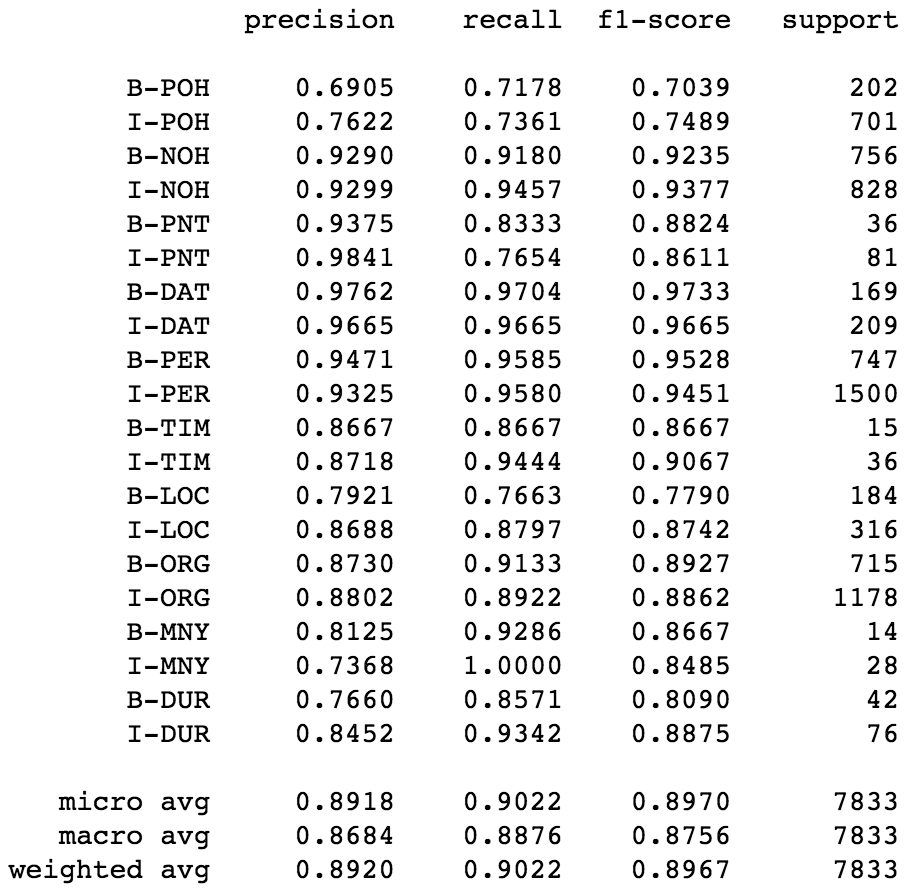 precision recall f1-score support
B-POH 0.6905 0.7178 0.7039 202
I-POH 0.7622 0.7361 0.7489 701
B-NOH 0.9290 0.9180 0.9235 756
I-NOH 0.9299 0.9457 0.9377 828
B-PNT 0.9375 0.8333 0.8824 36
I-PNT 0.9841 0.7654 0.8611 81
B-DAT 0.9762 0.9704 0.9733 169
I-DAT 0.9665 0.9665 0.9665 209
B-PER 0.9471 0.9585 0.9528 747
I-PER 0.9325 0.9580 0.9451 1500
B-TIM 0.8667 0.8667 0.8667 15
I-TIM 0.8718 0.9444 0.9067 36
B-LOC 0.7921 0.7663 0.7790 184
I-LOC 0.8688 0.8797 0.8742 316
B-ORG 0.8730 0.9133 0.8927 715
I-ORG 0.8802 0.8922 0.8862 1178
B-MNY 0.8125 0.9286 0.8667 14
I-MNY 0.7368 1.0000 0.8485 28
B-DUR 0.7660 0.8571 0.8090 42
I-DUR 0.8452 0.9342 0.8875 76
micro avg 0.8918 0.9022 0.8970 7833
macro avg 0.8684 0.8876 0.8756 7833
weighted avg 0.8920 0.9022 0.8967 7833